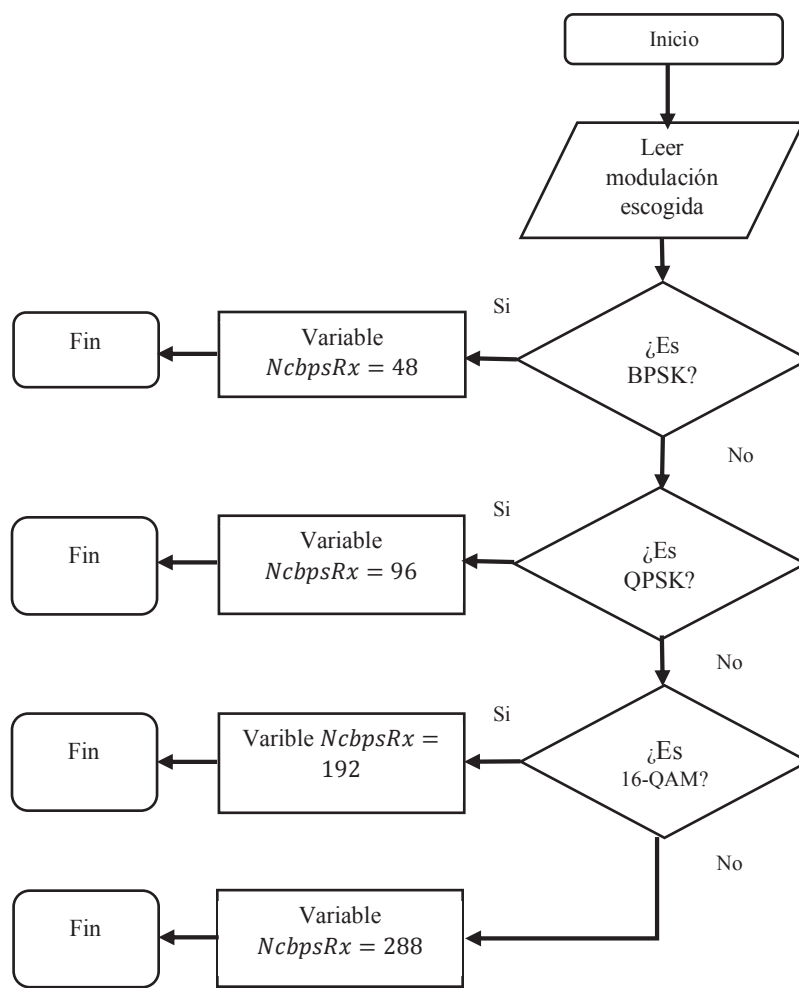 Inicio
Leer
modulación
escogida
Si
Fin
Variable
NcbpsRx = 48
¿Es
BPSK?
No
Si
Fin
Variable
NcbpsRx = 96
¿Es
QPSK?
No
Si
Fin
Varible NcbpsRx =
192
¿Es
16-QAM?
No
Fin
Variable
NcbpsRx = 288